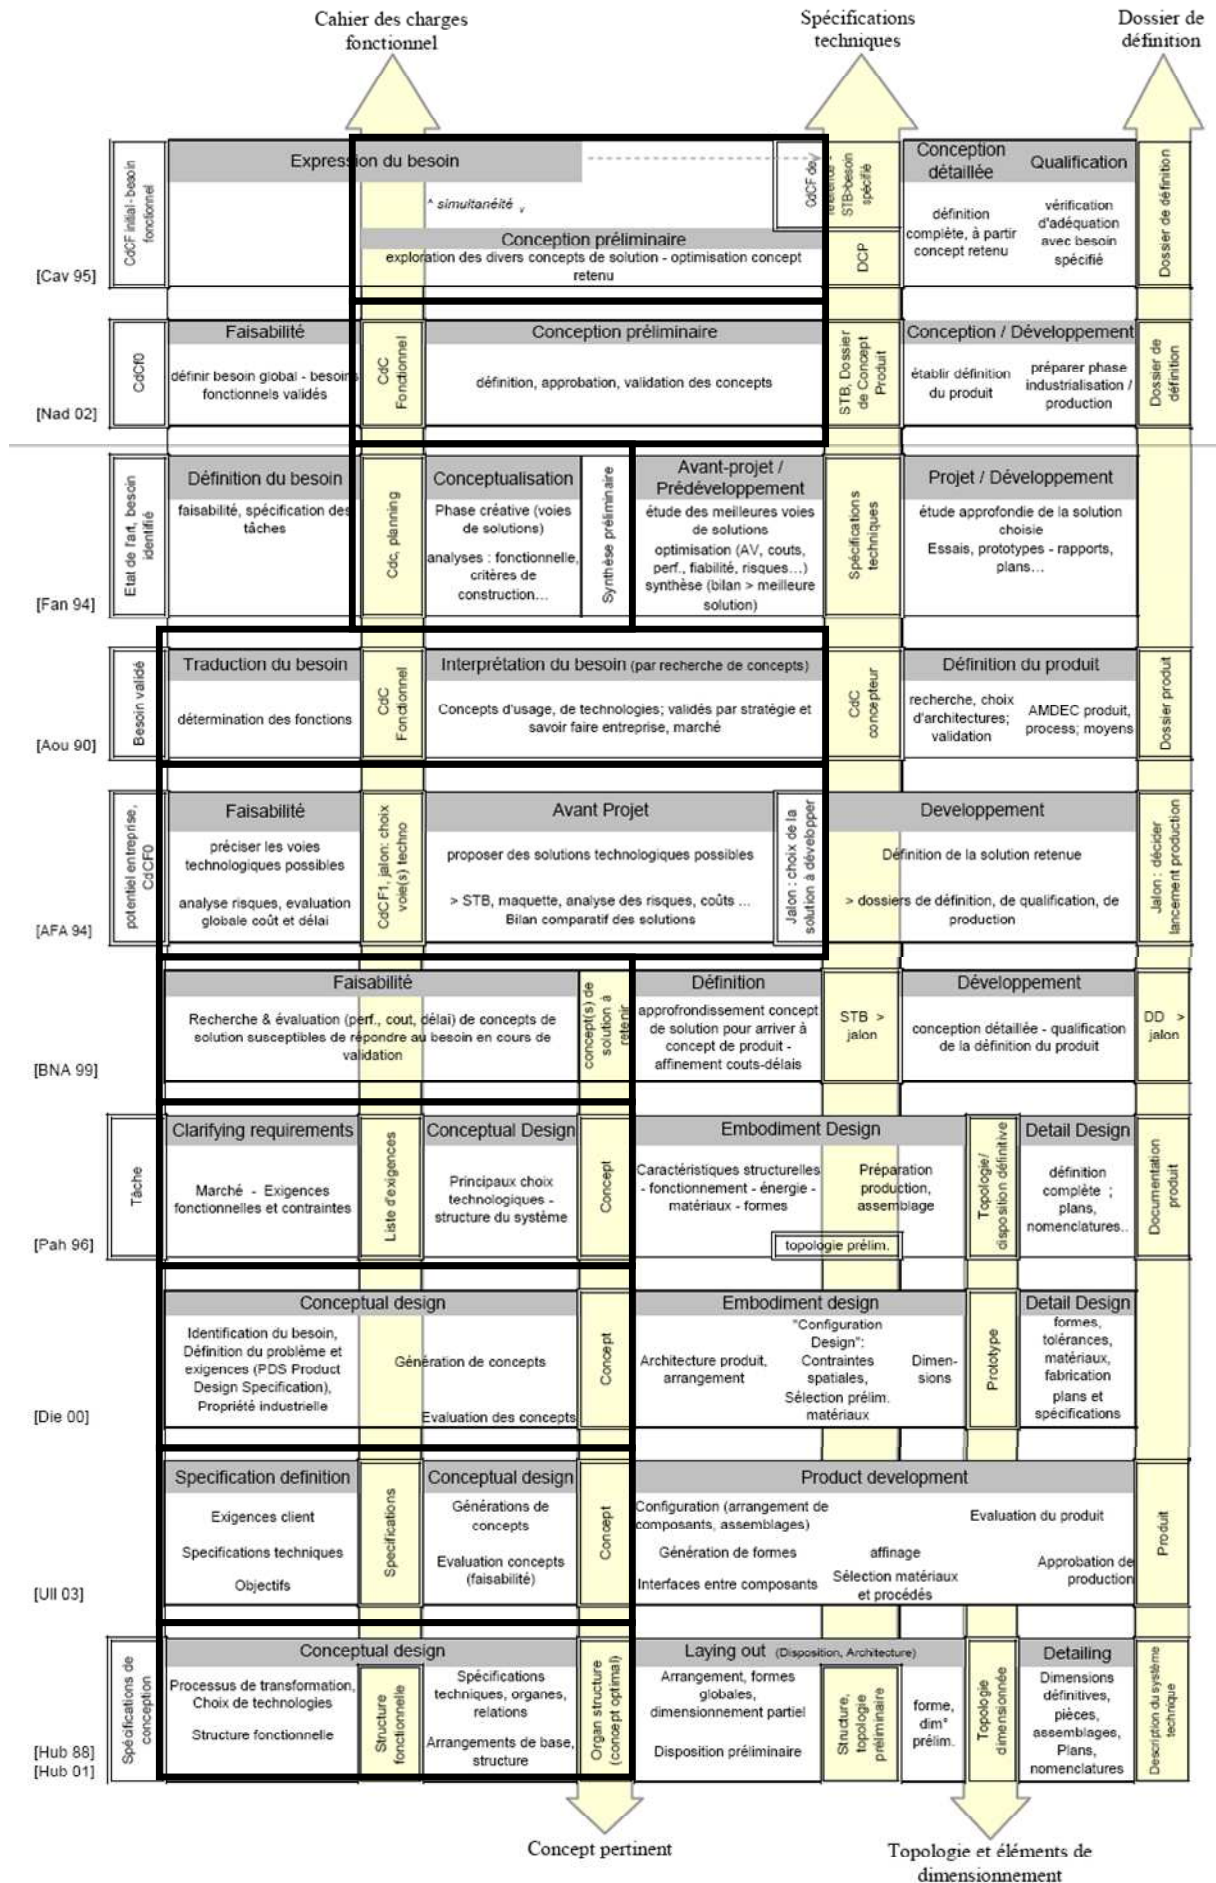 Cahier des charges
fonctionnel
Spécifications
techniques
Dossier de
définition
[Cav 95]
CdCF initial - besoin
fonctionnel
Expression du besoin
^ simultanéité v
Conception préliminaire
exploration des divers concepts de solution - optimisation concept
retenu
CdCF de
référence -
STB>besoin
spécifié
DCP
Conception
détaillée
définition
complète, à partir
concept retenu
Qualification
vérification
d'adéquation
avec besoin
spécifié
Dossier de définition
[Nad 02]
CdCf0
Faisabilité
définir besoin global - besoins
fonctionnels validés
CdC
Fonctionnel
Conception préliminaire
définition, approbation, validation des concepts
STB, Dossier
de Concept
Produit
Conception / Développement
établir définition
du produit
préparer phase
industrialisation /
production
Dossier de
définition
[Fan 94]
Etat de l'art, besoin
identifié
Définition du besoin
faisabilité, spécification des
tâches
Cdc, planning
Conceptualisation
Phase créative (voies
de solutions)
analyses : fonctionnelle,
critères de
construction...
Synthèse préliminaire
Avant-projet /
Prédéveloppement
étude des meilleures voies
de solutions
optimisation (AV, couts,
perf., fiabilité, risques...)
synthèse (bilan > meilleure
solution)
Spécifications
techniques
Projet / Développement
étude approfondie de la solution
choisie
Essais, prototypes - rapports,
plans...
[Aou 90]
Besoin validé
Traduction du besoin
détermination des fonctions
CdC
Fonctionnel
Interprétation du besoin (par recherche de concepts)
Concepts d'usage, de technologies; validés par stratégie et
savoir faire entreprise, marché
CdC
concepteur
Définition du produit
recherche, choix
d'architectures;
validation
AMDEC produit,
process; moyens
Dossier produit
[AFA 94]
potentiel entreprise,
CdCF0
Faisabilité
préciser les voies
technologiques possibles
analyse risques, evaluation
globale coût et délai
CdCF1, jalon: choix
voie(s) techno
Avant Projet
proposer des solutions technologiques possibles
> STB, maquette, analyse des risques, coûts ...
Bilan comparatif des solutions
Jalon : choix de la
solution à développer
Developpement
Définition de la solution retenue
> dossiers de définition, de qualification, de
production
Jalon : décider
lancement production
[BNA 99]
Faisabilité
Recherche & évaluation (perf., cout, délai) de concepts de
solution susceptibles de répondre au besoin en cours de
validation
concept(s) de
solution à
retenir
Définition
approfrondissement concept
de solution pour arriver à
concept de produit -
affinement couts-délais
STB >
jalon
Développement
conception détaillée - qualification
de la définition du produit
DD >
jalon
[Pah 96]
Tâche
Clarifying requirements
Marché - Exigences
fonctionnelles et contraintes
Liste d'exigences
Conceptual Design
Principaux choix
technologiques -
structure du système
Concept
Embodiment Design
Caractéristiques structurelles
- fonctionnement - énergie -
matériaux - formes
Préparation
production,
assemblage
topologie prélim.
Topologie/
disposition définitive
Detail Design
définition
complète ;
plans,
nomenclatures..
Documentation
produit
[Die 00]
Conceptual design
Identification du besoin,
Définition du problème et
exigences (PDS Product
Design Specification),
Propriété industrielle
Génération de concepts
Evaluation des concepts
Concept
Embodiment design
Architecture produit,
arrangement
"Configuration
Design":
Contraintes
spatiales,
Sélection prélim.
matériaux
Dimen-
sions
Prototype
Detail Design
formes,
tolérances,
matériaux,
fabrication
plans et
spécifications
[Ull 03]
Specification definition
Exigences client
Specifications techniques
Objectifs
Specifications
Conceptual design
Générations de
concepts
Evaluation concepts
(faisabilité)
Concept
Product development
Configuration (arrangement de
composants, assemblages)
Génération de formes
Interfaces entre composants
affinage
Sélection matériaux
et procédés
Evaluation du produit
Approbation de
production
Produit
[Hub 88]
[Hub 01]
Spécifications de
conception
Conceptual design
Processus de transformation,
Choix de technologies
Structure fonctionnelle
Structure
fonctionnelle
Spécifications
techniques, organes,
relations
Arrangements de base,
structure
Organ structure
(concept optimal)
Laying out (Disposition, Architecture)
Arrangement, formes
globales,
dimensionnement partiel
Disposition préliminaire
Structure,
topologie
préliminaire
forme,
dim°
prélim.
Topologie
dimensionnée
Detailing
Dimensions
définitives,
pièces,
assemblages,
Plans,
nomenclatures
Description du système
technique
Concept pertinent
Topologie et éléments de
dimensionnement